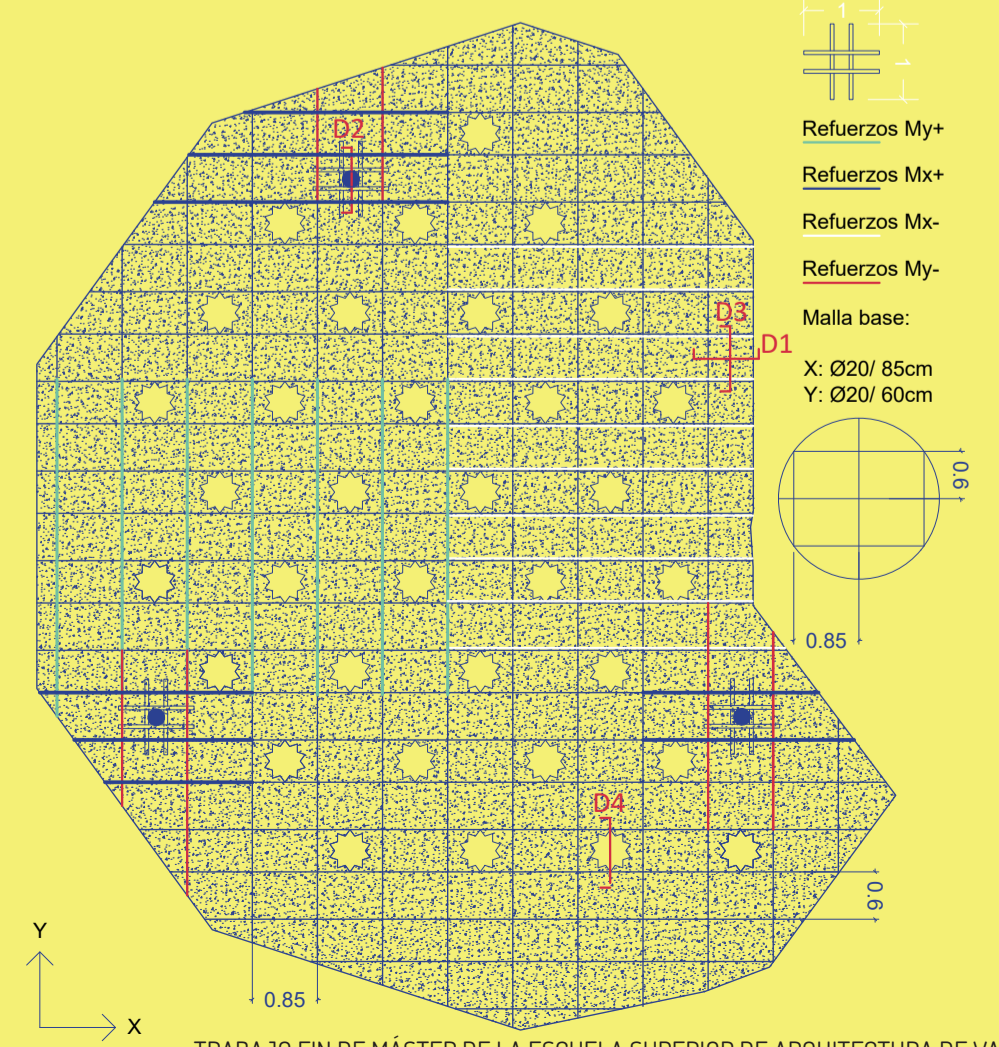 1
1
Refuerzos My+
Refuerzos Mx+
Refuerzos Mx-
Refuerzos My-
Malla base:
X: Ø20/ 85cm
Y: Ø20/ 60cm
D2
D3
D1
0.6
0.85
D4
0.6
0.85
Y
X
TRABAJO FIN DE MÁSTER DE LA ESCUELA SUPERIOR DE ARQUITECTURA DE VA